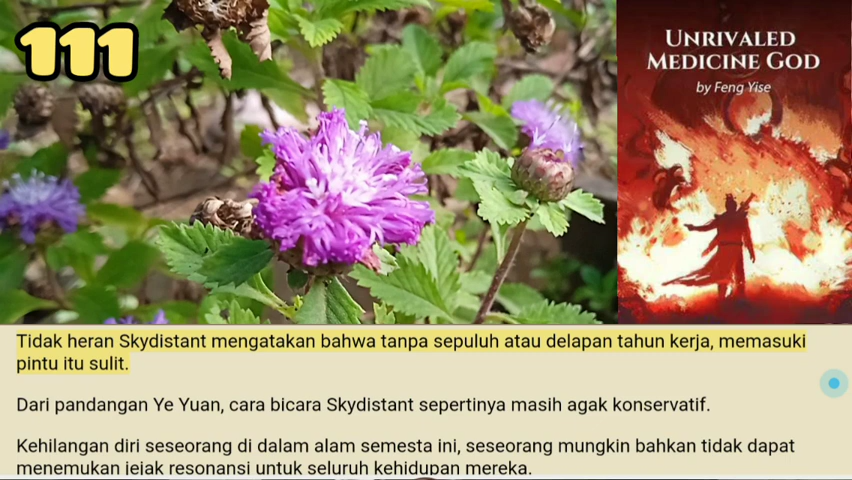 111
UNRIVALED
MEDICINE GOD
by Feng Yise
Tidak heran Skydistant mengatakan bahwa tanpa sepuluh atau delapan tahun kerja, memasuki
pintu itu sulit.
Dari pandangan Ye Yuan, cara bicara Skydistant sepertinya masih agak konservatif.
Kehilangan diri seseorang di dalam alam semesta ini, seseorang mungkin bahkan tidak dapat
menemukan jejak resonansi untuk seluruh kehidupan mereka.